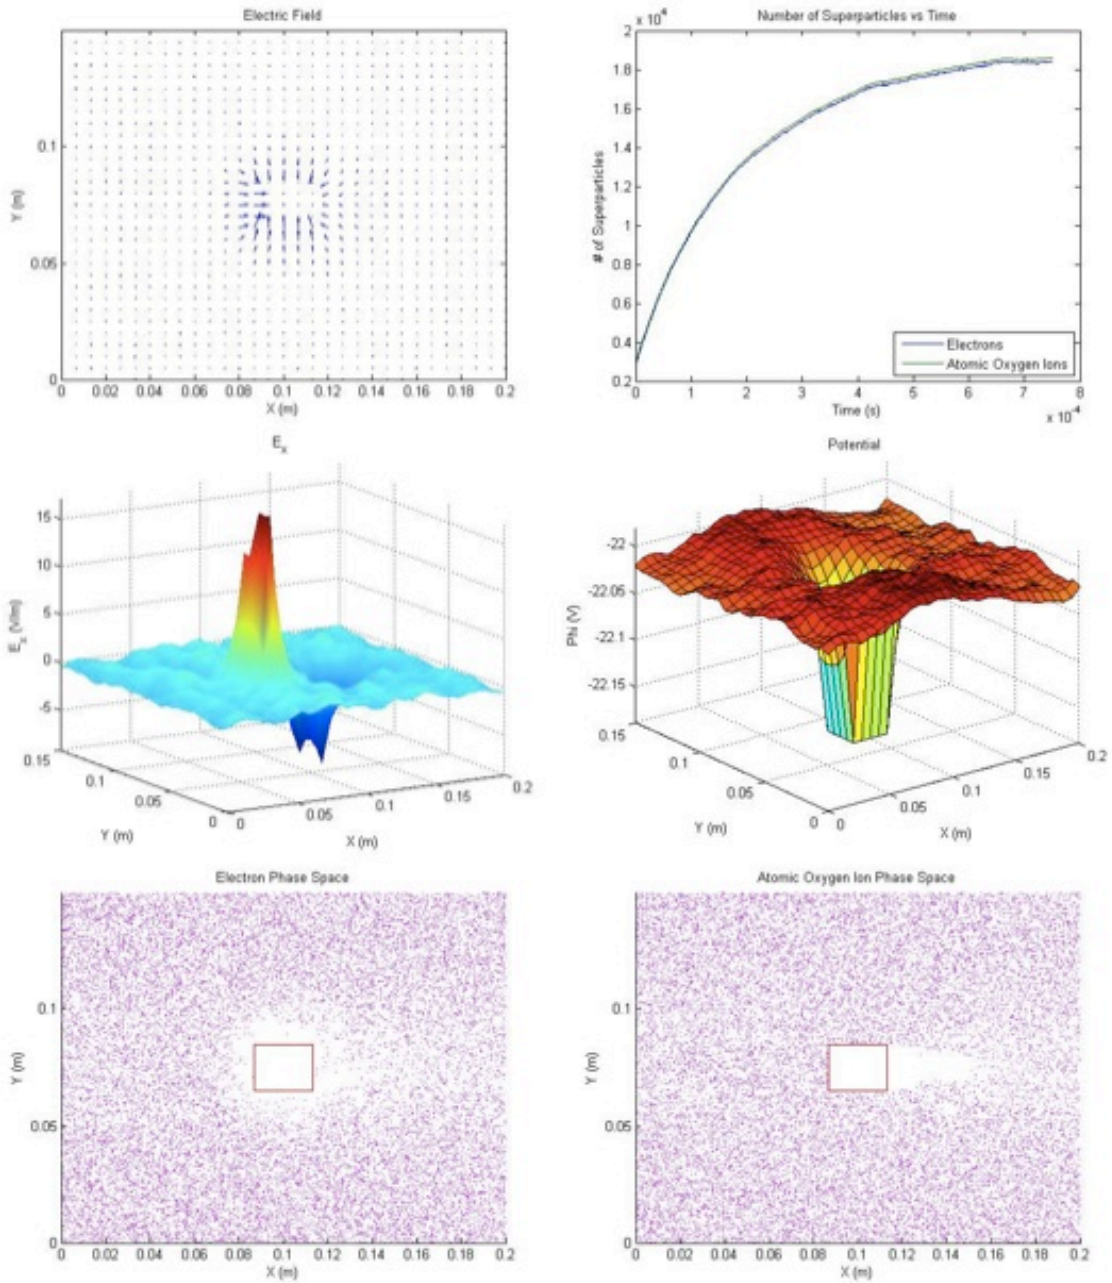 Electric Field
0.1
0.05
0
Y (m)
0 0.02 0.04 0.06 0.08 0.1 0.12 0.14 0.16 0.18 0.2
X (m)
Number of Superparticles vs Time
x 10^4
2
1.8
1.6
1.4
1.2
1
0.8
0.6
0.4
0.2
# of Superparticles
Electrons
Atomic Oxygen Ions
0 1 2 3 4 5 6 7 8
Time (s)
x 10^-4
E_x
15
10
5
0
-5
E_x (V/m)
0.15 0.1 0.05 0
Y (m)
0 0.05 0.1 0.15 0.2
X (m)
Potential
-22
-22.05
-22.1
-22.15
Phi (V)
0.15 0.1 0.05 0
Y (m)
0 0.05 0.1 0.15 0.2
X (m)
Electron Phase Space
0.1
0.05
0
Y (m)
0 0.02 0.04 0.06 0.08 0.1 0.12 0.14 0.16 0.18 0.2
X (m)
Atomic Oxygen Ion Phase Space
0.1
0.05
0
Y (m)
0 0.02 0.04 0.06 0.08 0.1 0.12 0.14 0.16 0.18 0.2
X (m)